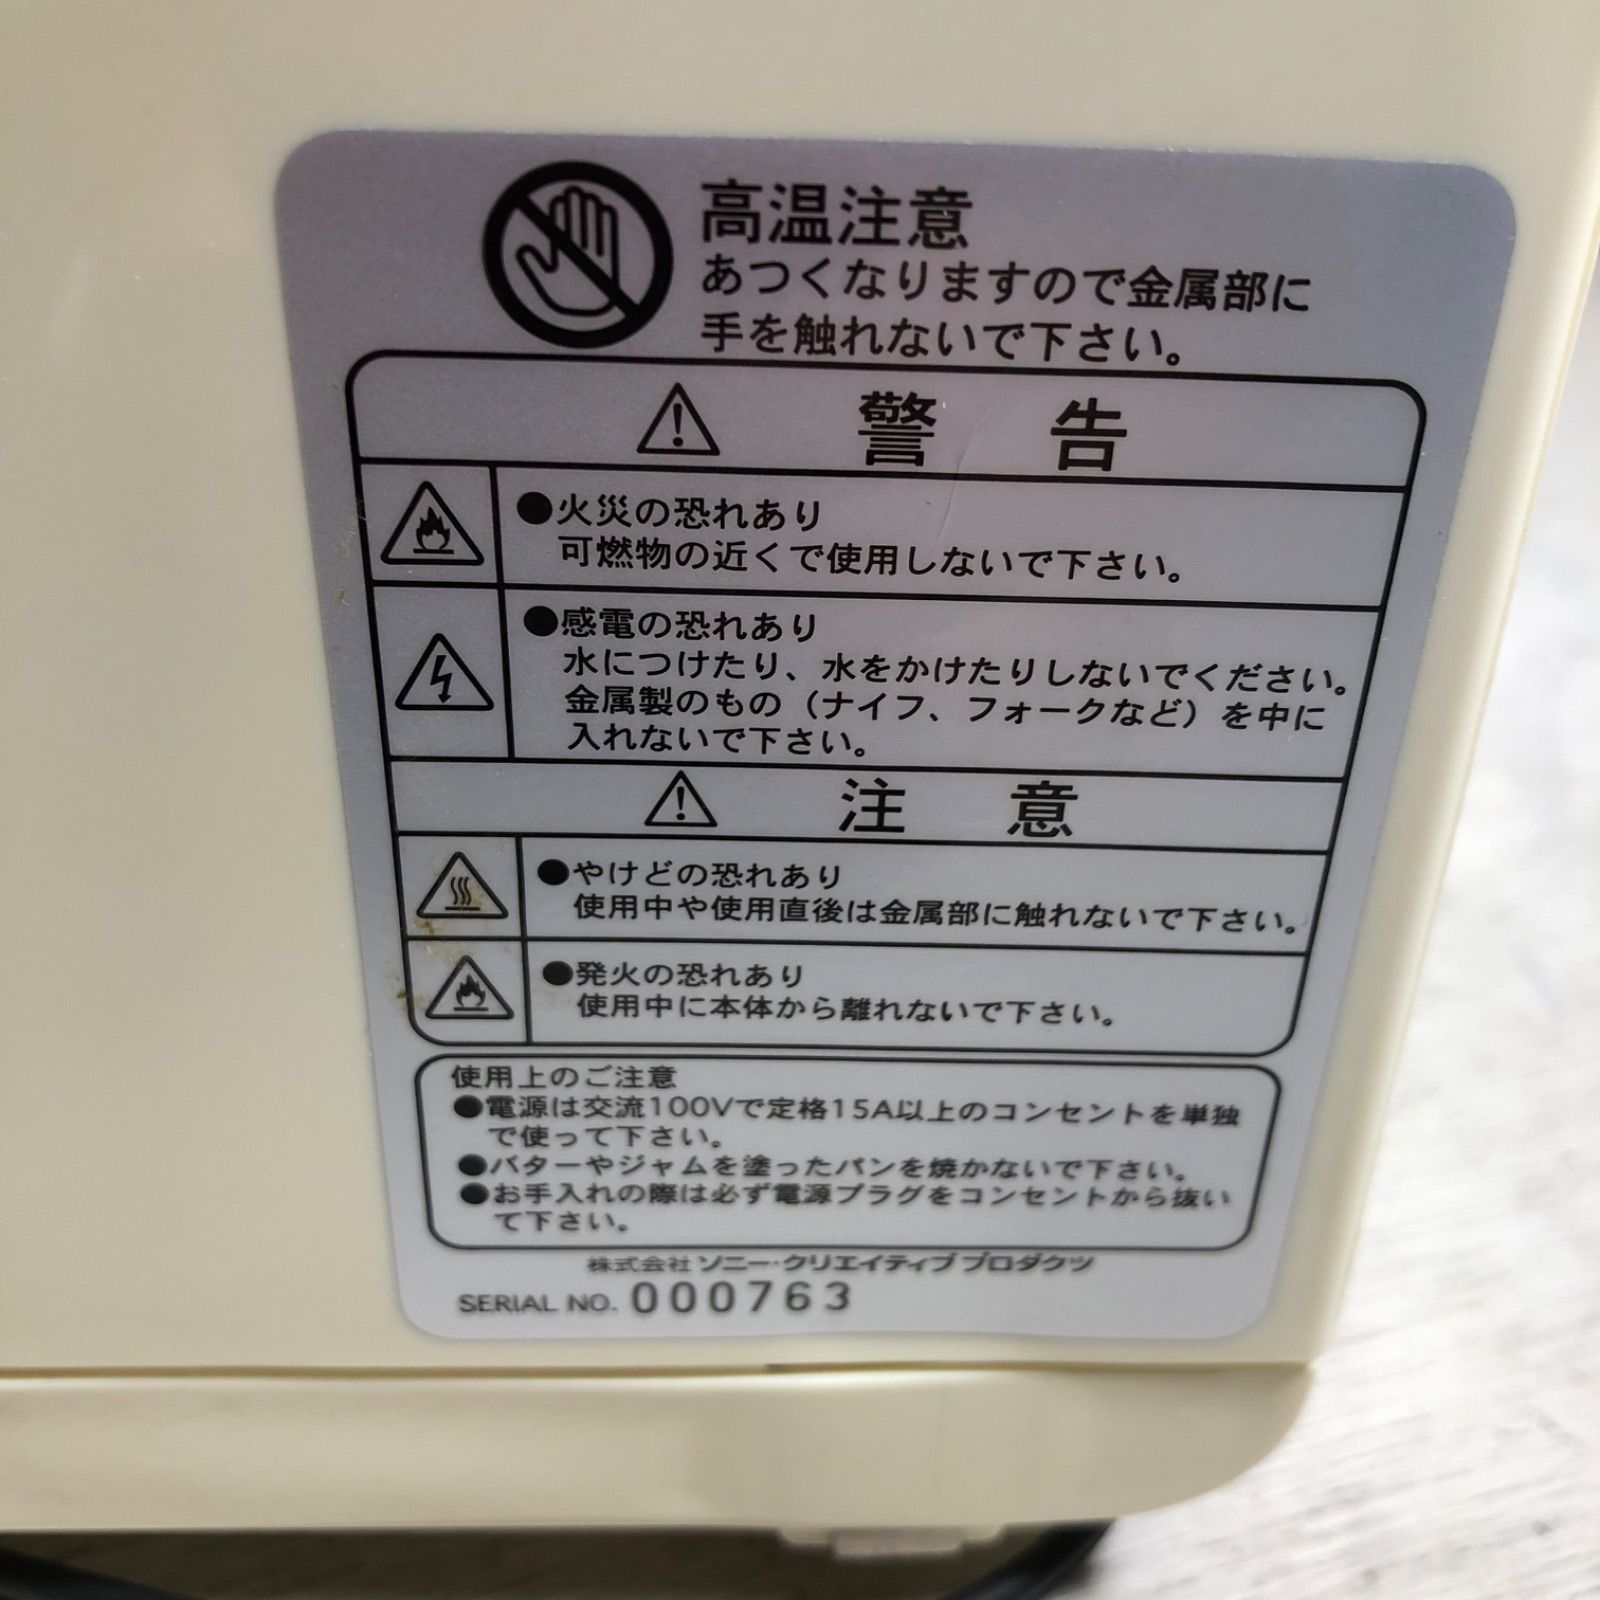 高温注意
あつくなりますので金属部に
手を触れないで下さい。
警告
●火災の恐れあり
可燃物の近くで使用しないで下さい。
●感電の恐れあり
水につけたり、水をかけたりしないでください。
金属製のもの（ナイフ、フォークなど）を中に
入れないで下さい。
注意
●やけどの恐れあり
使用中や使用直後は金属部に触れないで下さい。
●発火の恐れあり
使用中に本体から離れないで下さい。
使用上のご注意
●電源は交流100Vで定格15A以上のコンセントを単独
で使って下さい。
●バターやジャムを塗ったパンを焼かないで下さい。
●お手入れの際は必ず電源プラグをコンセントから抜い
て下さい。
株式会社ソニー・クリエイティブプロダクツ
SERIAL NO. 000763